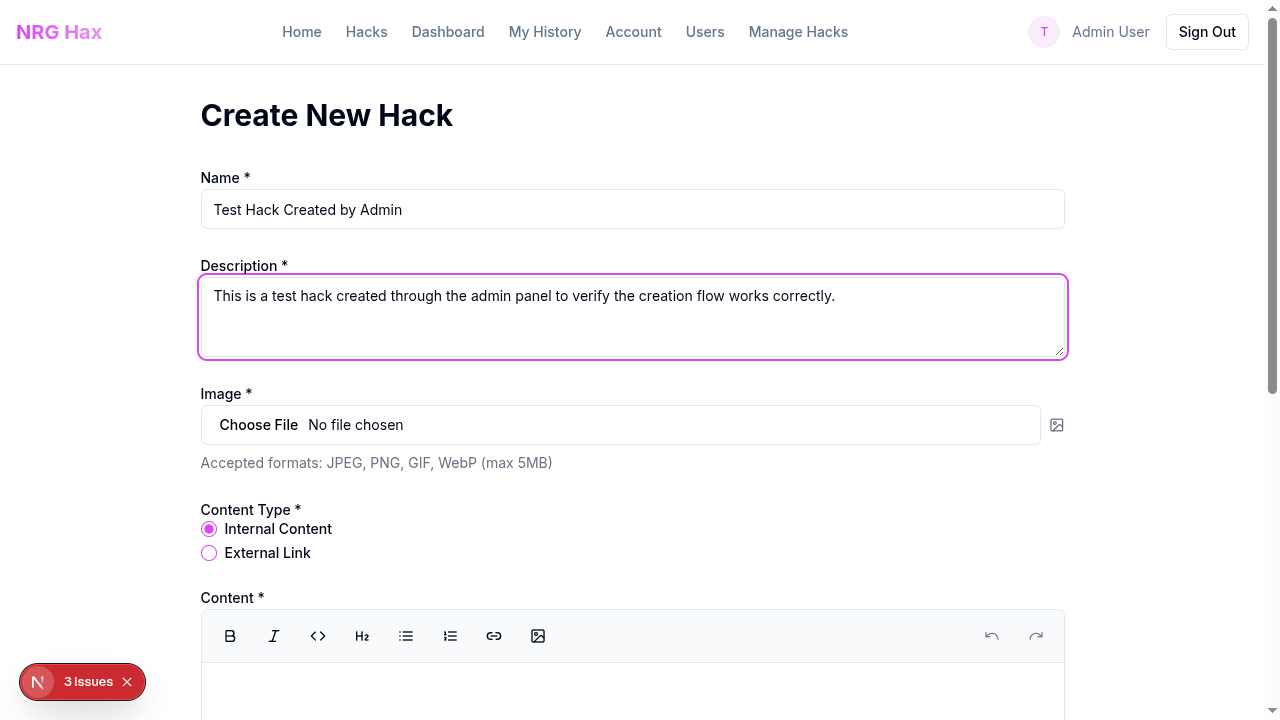 NRG Hax
Home
Hacks
Dashboard
My History
Account
Users
Manage Hacks
T
Admin User
Sign Out
Create New Hack
Name *
Test Hack Created by Admin
Description *
This is a test hack created through the admin panel to verify the creation flow works correctly.
Image *
Choose File No file chosen
Accepted formats: JPEG, PNG, GIF, WebP (max 5MB)
Content Type *
Internal Content
External Link
Content *
H2
N
3 Issues